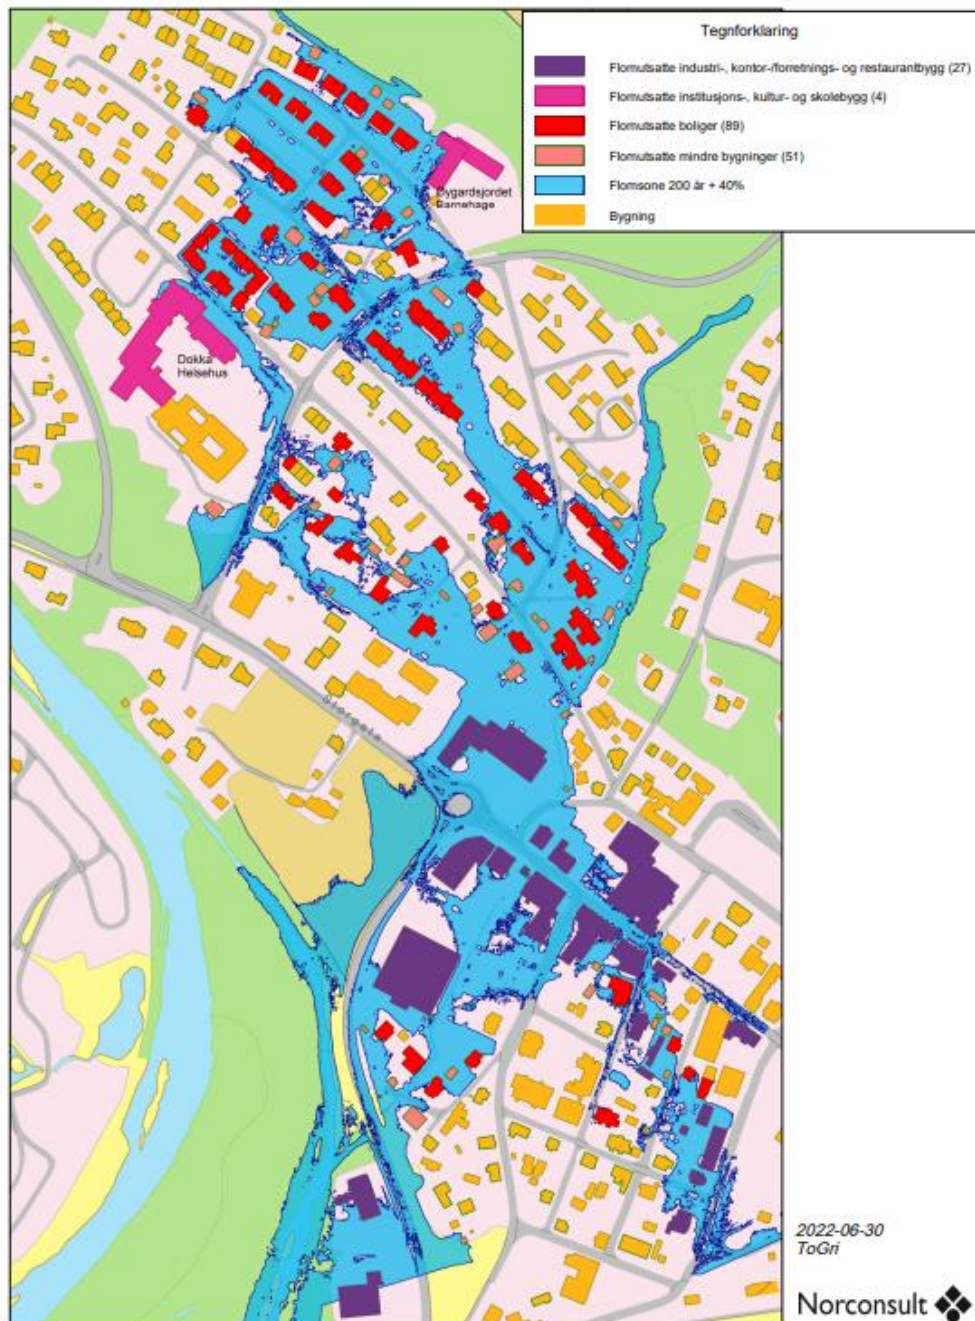 Tegnforklaring
Flomutsatte industri-, kontor-/forretnings- og restaurantbygg (27)
Flomutsatte institusjons-, kultur- og skolebygg (4)
Flomutsatte boliger (89)
Flomutsatte mindre bygninger (51)
Flomsone 200 år + 40%
Bygning
Øygardsjordet
Barnehage
Dokka
Helsehus
Storgata
2022-06-30
ToGri
Norconsult